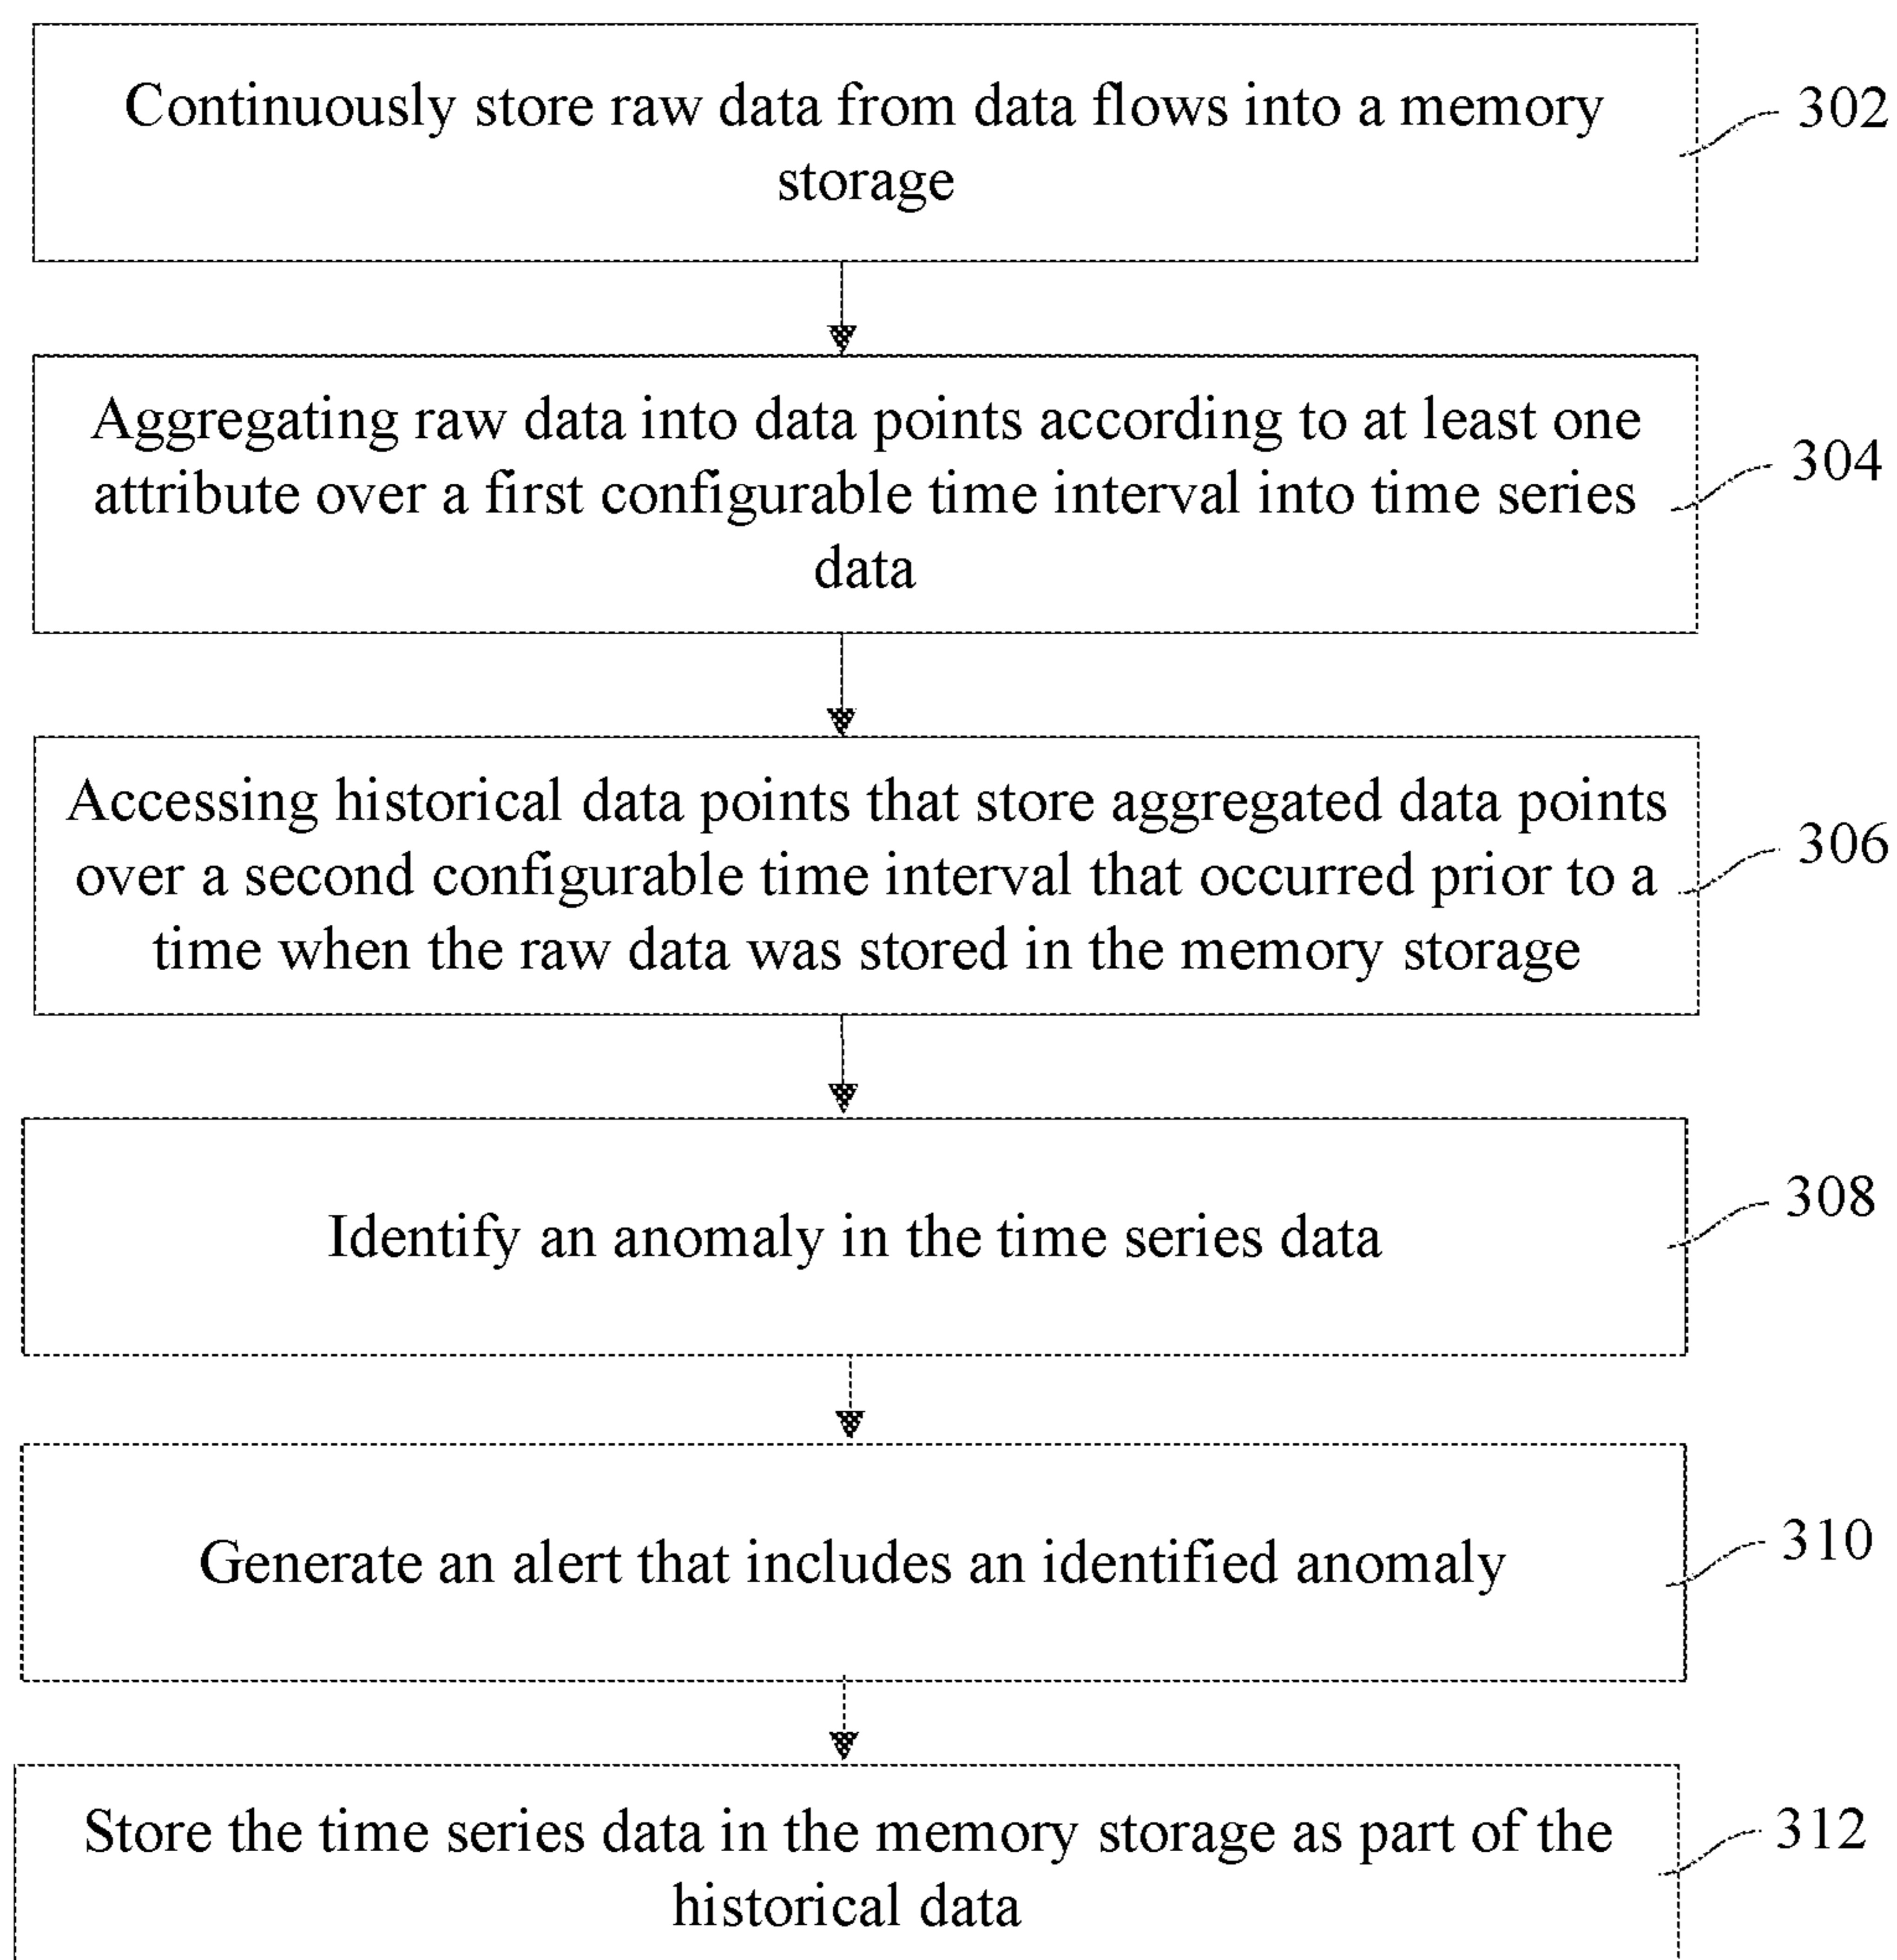 Continuously store raw data from data flows into a memory
storage
302
Aggregating raw data into data points according to at least one
attribute over a first configurable time interval into time series
data
304
Accessing historical data points that store aggregated data points
over a second configurable time interval that occurred prior to a
time when the raw data was stored in the memory storage
306
Identify an anomaly in the time series data
308
Generate an alert that includes an identified anomaly
310
Store the time series data in the memory storage as part of the
historical data
312